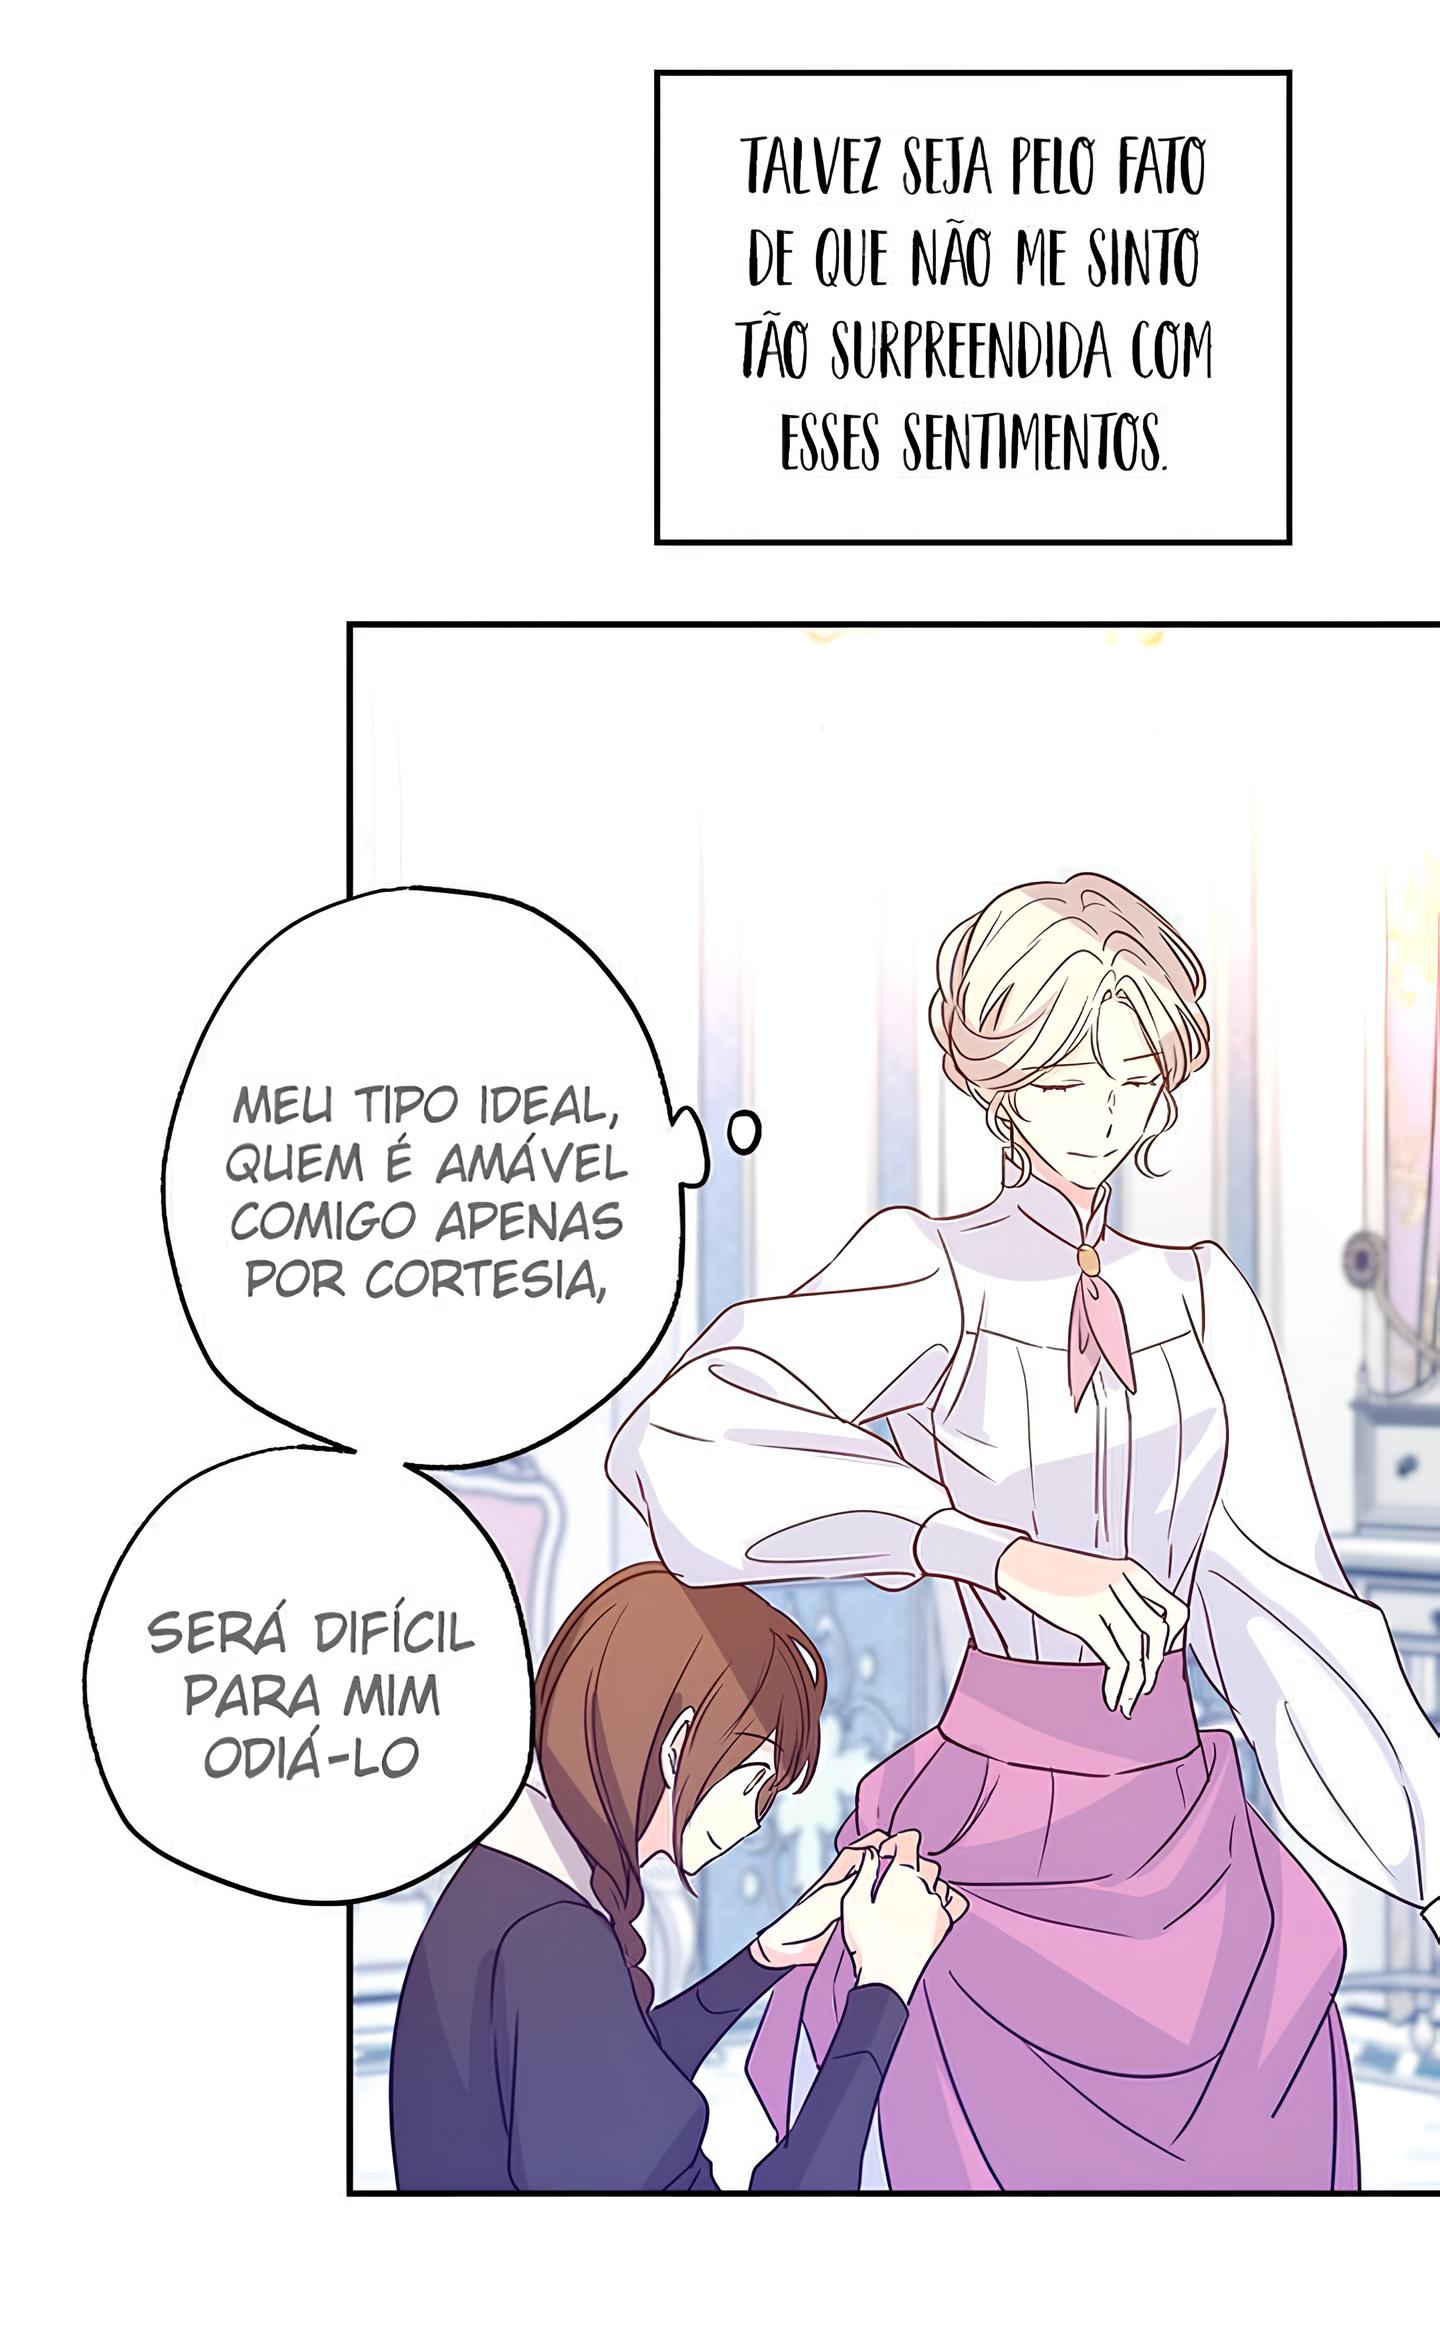 TALVEZ SEJA PELO FATO
DE QUE NÃO ME SINTO
TÃO SURPREENDIDA COM
ESSES SENTIMENTOS.
MEU TIPO IDEAL,
QUEM É AMÁVEL
COMIGO APENAS
POR CORTESIA,
SERÁ DIFÍCIL
PARA MIM
ODIÁ-LO